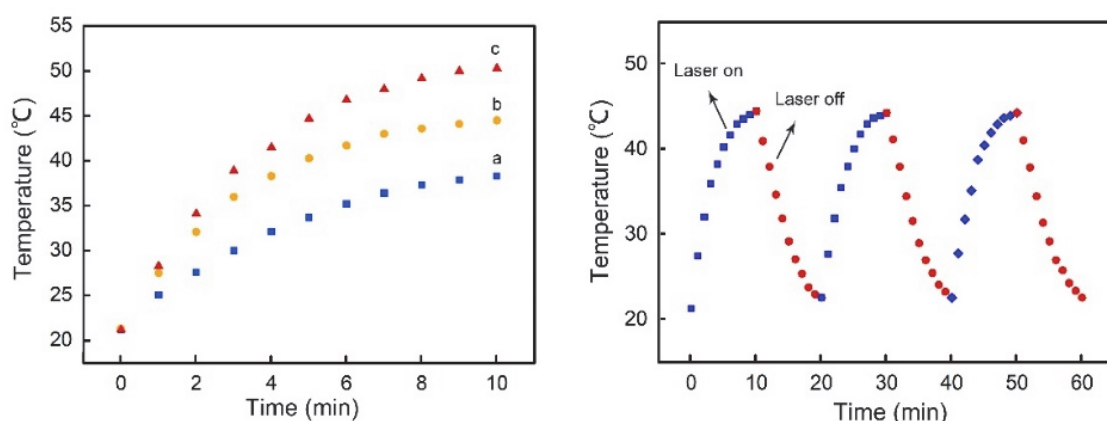 55
50
45
40
35
30
25
20
Temperature (℃)
c
b
a
0 2 4 6 8 10
Time (min)
50
40
30
20
Temperature (℃)
Laser on
Laser off
0 10 20 30 40 50 60
Time (min)